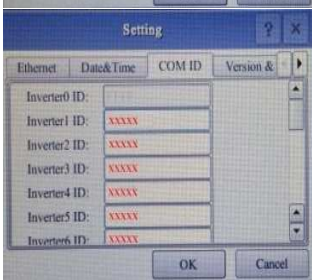 Setting ? ×
Ethernet Date&Time COM ID Version &
Inverter0 ID:
Inverter1 ID: xxxxx
Inverter2 ID: xxxxx
Inverter3 ID: xxxxx
Inverter4 ID: xxxxx
Inverter5 ID: xxxxx
Inverter6 ID: xxxxx
OK Cancel